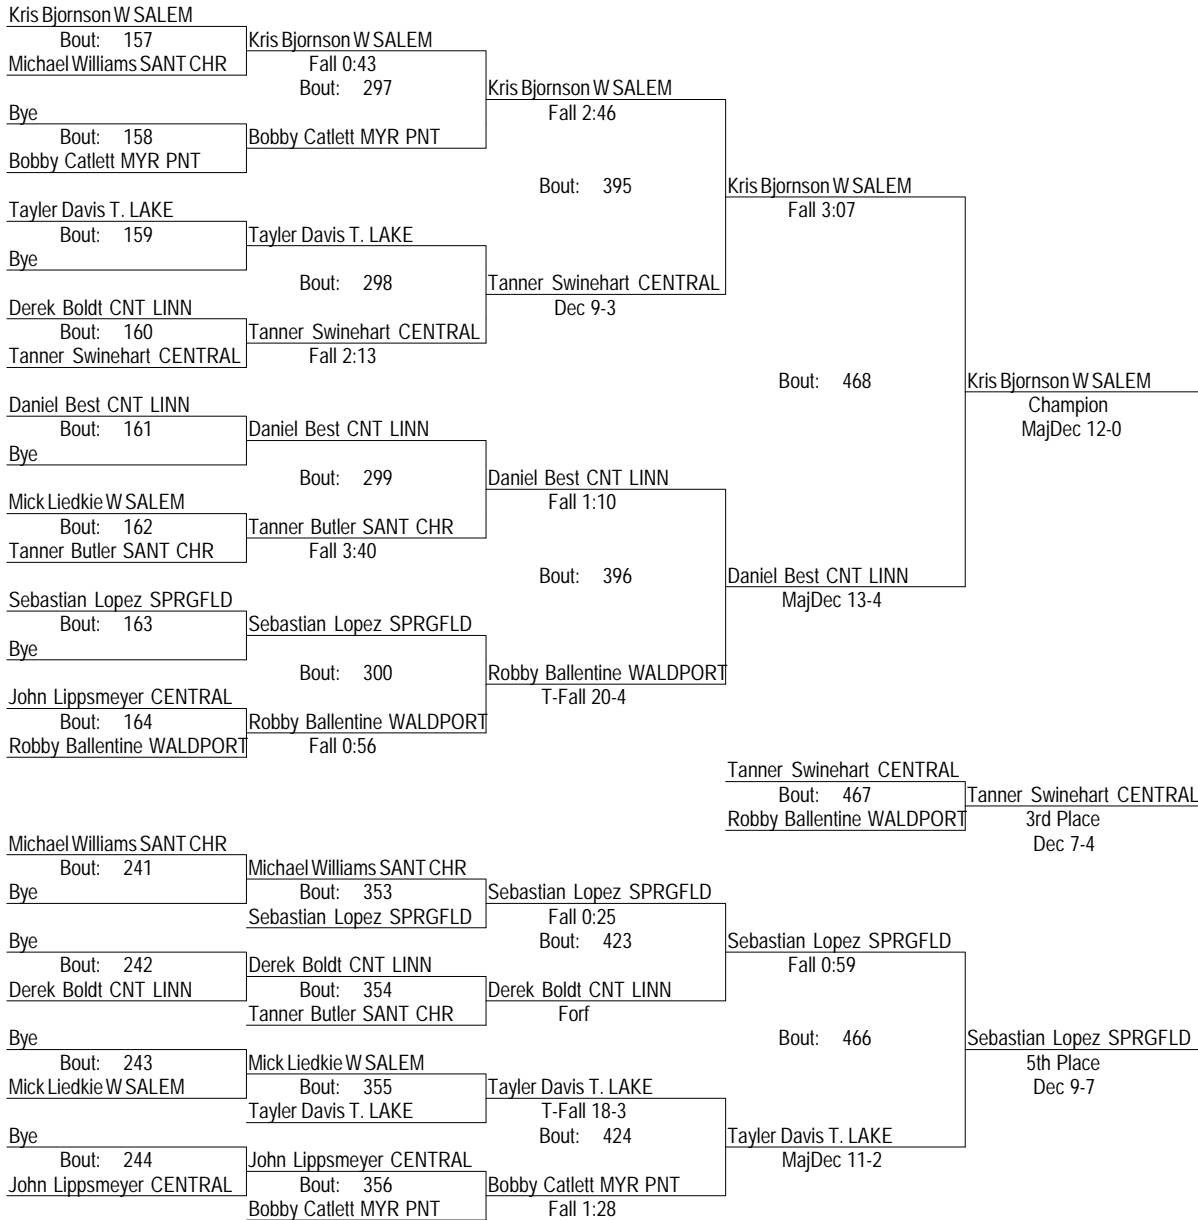 Kris Bjornson W SALEM
Bout: 157 Kris Bjornson W SALEM
Michael Williams SANT CHR Fall 0:43
Bout: 297 Kris Bjornson W SALEM
Bye Fall 2:46
Bout: 158 Bobby Catlett MYR PNT
Bobby Catlett MYR PNT
Bout: 395 Kris Bjornson W SALEM
Tayler Davis T. LAKE Fall 3:07
Bout: 159 Tayler Davis T. LAKE
Bye
Bout: 298 Tanner Swinehart CENTRAL
Derek Boldt CNT LINN Dec 9-3
Bout: 160 Tanner Swinehart CENTRAL
Tanner Swinehart CENTRAL Fall 2:13
Bout: 468 Kris Bjornson W SALEM
Daniel Best CNT LINN Champion
Bout: 161 Daniel Best CNT LINN MajDec 12-0
Bye
Bout: 299 Daniel Best CNT LINN
Mick Liedkie W SALEM Fall 1:10
Bout: 162 Tanner Butler SANT CHR
Tanner Butler SANT CHR Fall 3:40
Bout: 396 Daniel Best CNT LINN
Sebastian Lopez SPRGFLD MajDec 13-4
Bout: 163 Sebastian Lopez SPRGFLD
Bye
Bout: 300 Robby Ballentine WALDPORT
John Lippsmeyer CENTRAL T-Fall 20-4
Bout: 164 Robby Ballentine WALDPORT
Robby Ballentine WALDPORT Fall 0:56
Tanner Swinehart CENTRAL
Bout: 467 Tanner Swinehart CENTRAL
Robby Ballentine WALDPORT 3rd Place
Michael Williams SANT CHR Dec 7-4
Bout: 241 Michael Williams SANT CHR
Bye Bout: 353 Sebastian Lopez SPRGFLD
Sebastian Lopez SPRGFLD Fall 0:25
Bye Bout: 423 Sebastian Lopez SPRGFLD
Bout: 242 Derek Boldt CNT LINN Fall 0:59
Derek Boldt CNT LINN Bout: 354 Derek Boldt CNT LINN
Tanner Butler SANT CHR Forf
Bye Bout: 466 Sebastian Lopez SPRGFLD
Bout: 243 Mick Liedkie W SALEM 5th Place
Mick Liedkie W SALEM Bout: 355 Tayler Davis T. LAKE Dec 9-7
Tayler Davis T. LAKE T-Fall 18-3
Bye Bout: 424 Tayler Davis T. LAKE
Bout: 244 John Lippsmeyer CENTRAL MajDec 11-2
John Lippsmeyer CENTRAL Bout: 356 Bobby Catlett MYR PNT
Bobby Catlett MYR PNT Fall 1:28